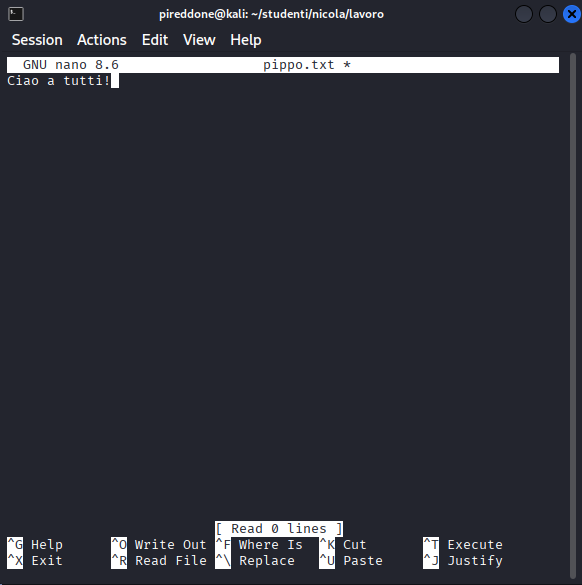 pireddone@kali: ~/studenti/nicola/lavoro
Session Actions Edit View Help
GNU nano 8.6 pippo.txt *
Ciao a tutti!
[ Read 0 lines ]
^G Help ^O Write Out ^F Where Is ^K Cut ^T Execute
^X Exit ^R Read File ^\ Replace ^U Paste ^J Justify